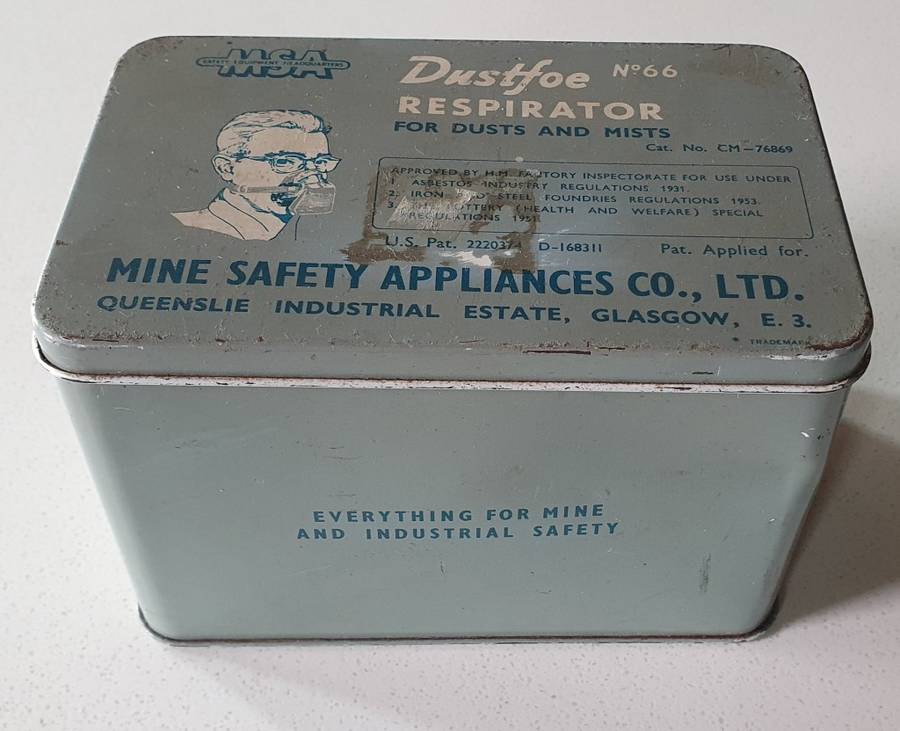 MSA
SAFETY EQUIPMENT HEADQUARTERS
Dustfoe Nº66
RESPIRATOR
FOR DUSTS AND MISTS
Cat. No. CM-76869
APPROVED BY H.M. FACTORY INSPECTORATE FOR USE UNDER
1. ASBESTOS INDUSTRY REGULATIONS 1931.
2. IRON AND STEEL FOUNDRIES REGULATIONS 1953.
3. POTTERY (HEALTH AND WELFARE) SPECIAL
REGULATIONS
U.S. Pat. 2220374 D-168311 Pat. Applied for.
MINE SAFETY APPLIANCES CO., LTD.
QUEENSLIE INDUSTRIAL ESTATE, GLASGOW, E. 3.
* TRADEMARK
EVERYTHING FOR MINE
AND INDUSTRIAL SAFETY